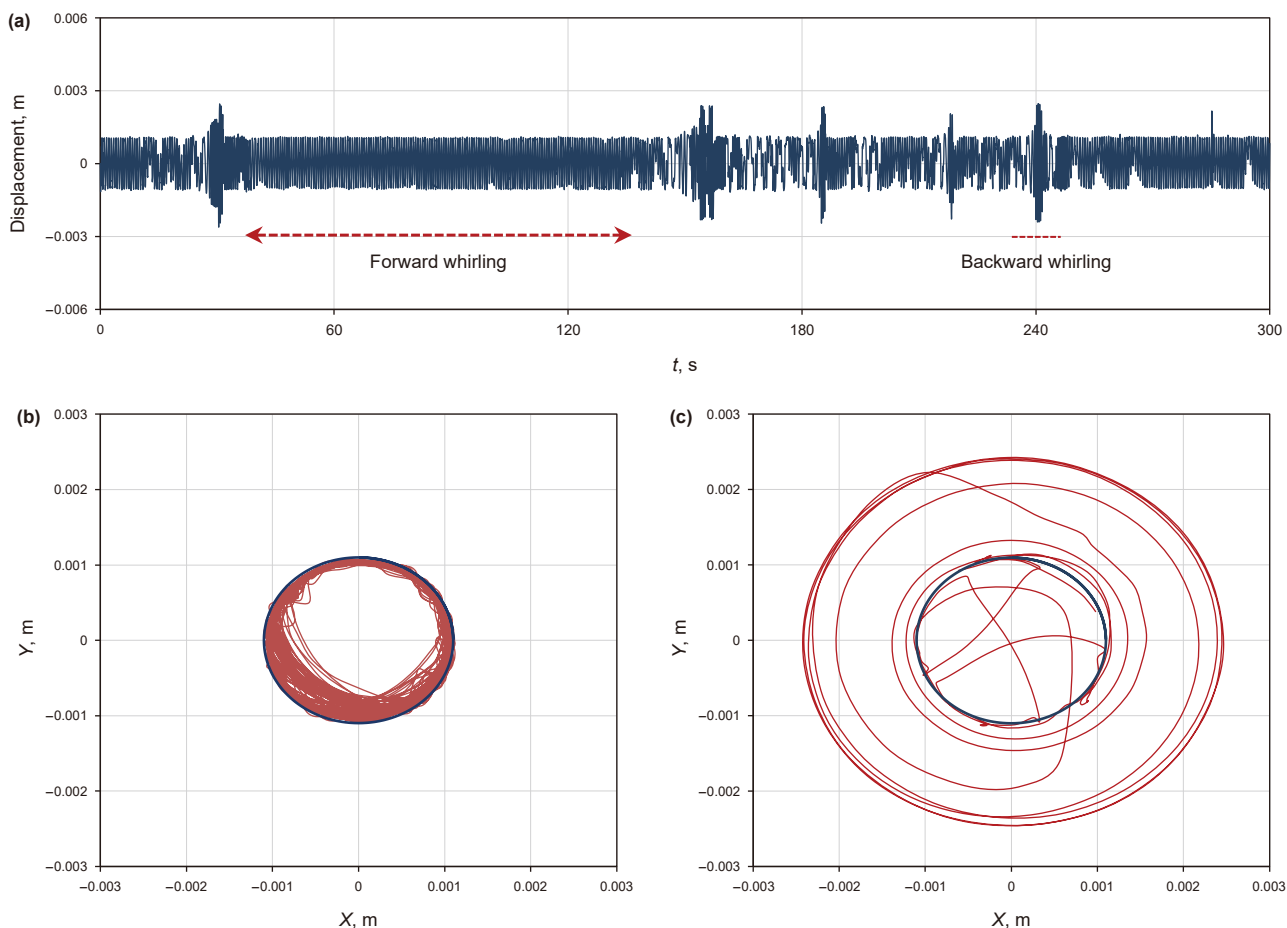 (a)
0.006
0.003
0
−0.003
−0.006
Displacement, m
Forward whirling
Backward whirling
0 60 120 180 240 300
t, s
(b)
0.003
0.002
0.001
0
−0.001
−0.002
−0.003
Y, m
−0.003 −0.002 −0.001 0 0.001 0.002 0.003
X, m
(c)
0.003
0.002
0.001
0
−0.001
−0.002
−0.003
Y, m
−0.003 −0.002 −0.001 0 0.001 0.002 0.003
X, m